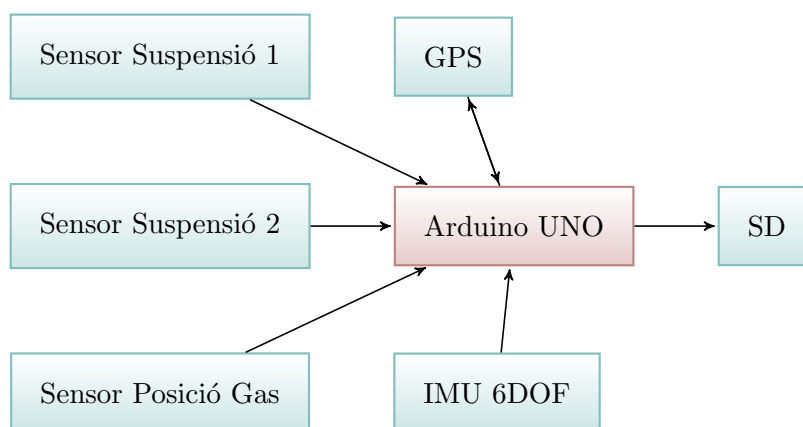 Sensor Suspensió 1
GPS
Sensor Suspensió 2
Arduino UNO
SD
Sensor Posició Gas
IMU 6DOF